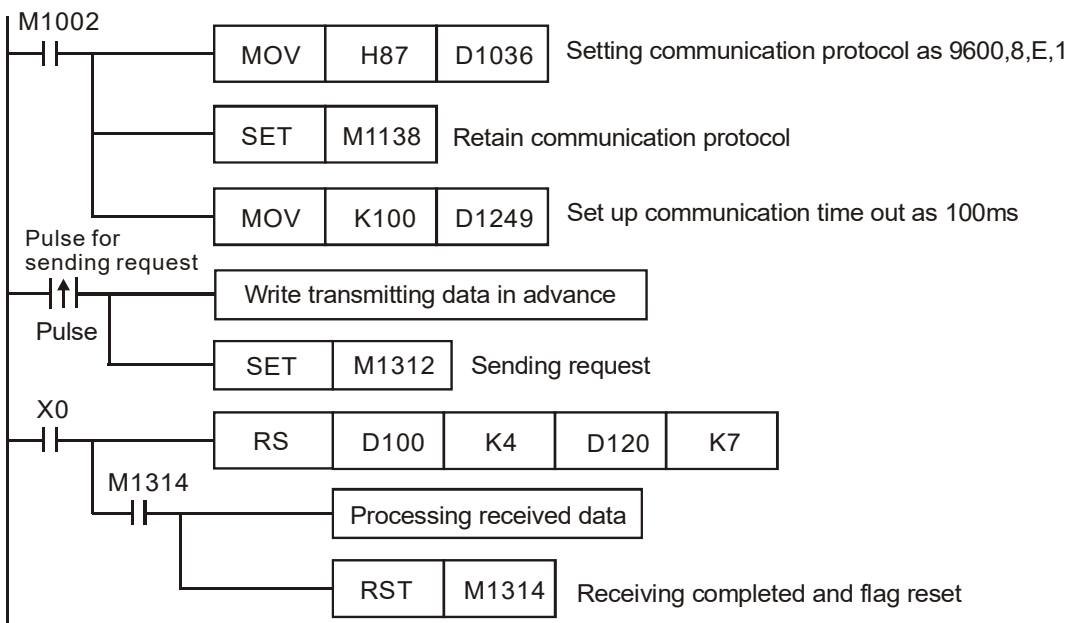 M1002
MOV H87 D1036 Setting communication protocol as 9600,8,E,1
SET M1138 Retain communication protocol
MOV K100 D1249 Set up communication time out as 100ms
Pulse for
sending request
Write transmitting data in advance
Pulse
SET M1312 Sending request
X0
RS D100 K4 D120 K7
M1314
Processing received data
RST M1314 Receiving completed and flag reset